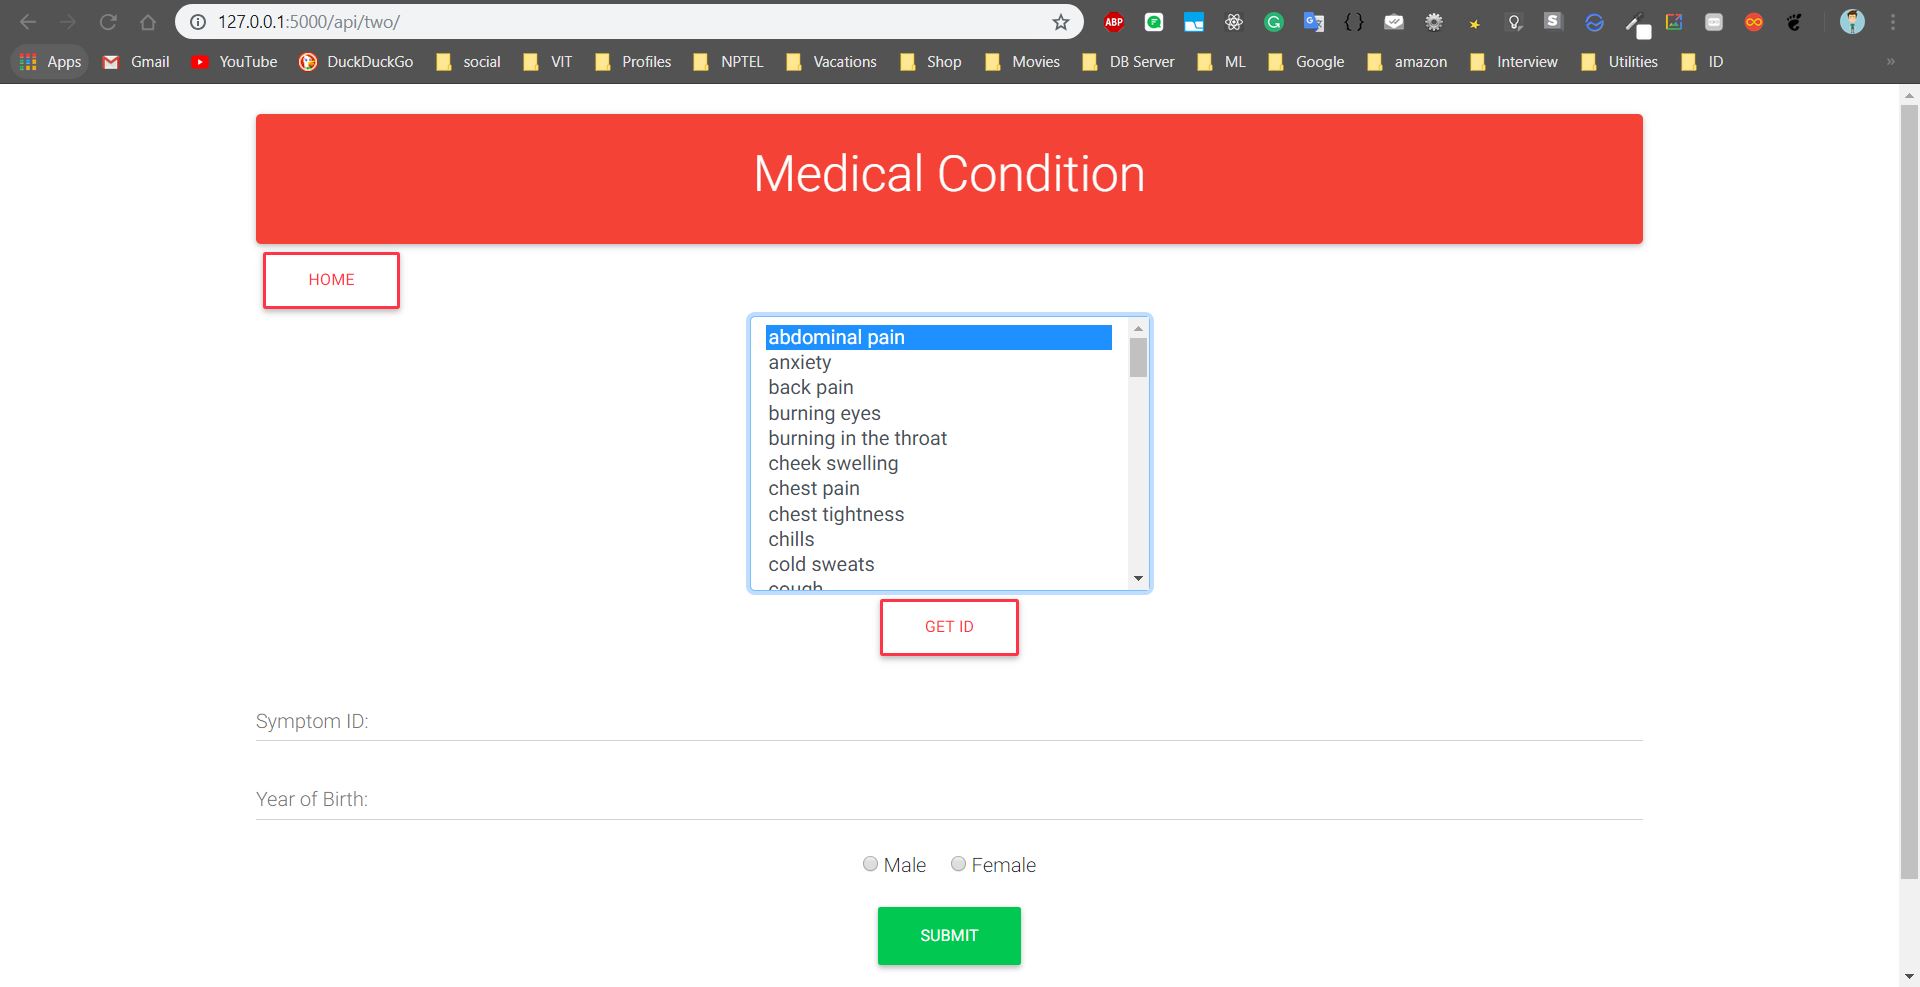 127.0.0.1:5000/api/two/
ABP
Apps Gmail YouTube DuckDuckGo social VIT Profiles NPTEL Vacations Shop Movies DB Server ML Google amazon Interview Utilities ID »
Medical Condition
HOME
abdominal pain
anxiety
back pain
burning eyes
burning in the throat
cheek swelling
chest pain
chest tightness
chills
cold sweats
cough
GET ID
Symptom ID:
Year of Birth:
Male Female
SUBMIT